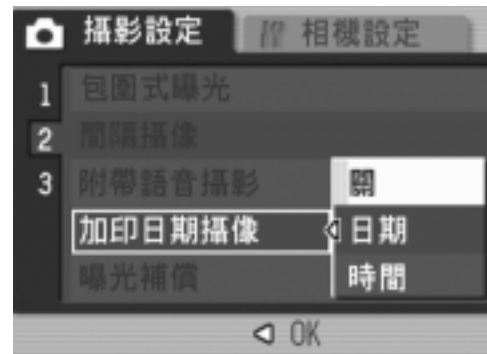 攝影設定 相機設定
1 包圍式曝光
2 間隔攝像
3 附帶語音攝影 關
加印日期攝像 日期
曝光補償 時間
OK